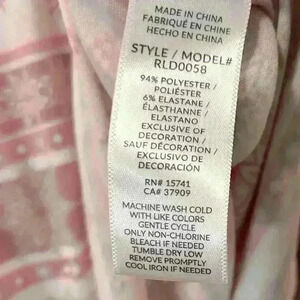 MADE IN CHINA
FABRIQUÉ EN CHINE
HECHO EN CHINA
STYLE / MODEL#
RLD0058
94% POLYESTER /
POLIÉSTER
6% ELASTANE /
ÉLASTHANNE /
ELASTANO
EXCLUSIVE OF
DECORATION /
SAUF DÉCORATION /
EXCLUSIVO DE
DECORACIÓN
RN# 15741
CA# 37909
MACHINE WASH COLD
WITH LIKE COLORS
GENTLE CYCLE
ONLY NON-CHLORINE
BLEACH IF NEEDED
TUMBLE DRY LOW
REMOVE PROMPTLY
COOL IRON IF NEEDED